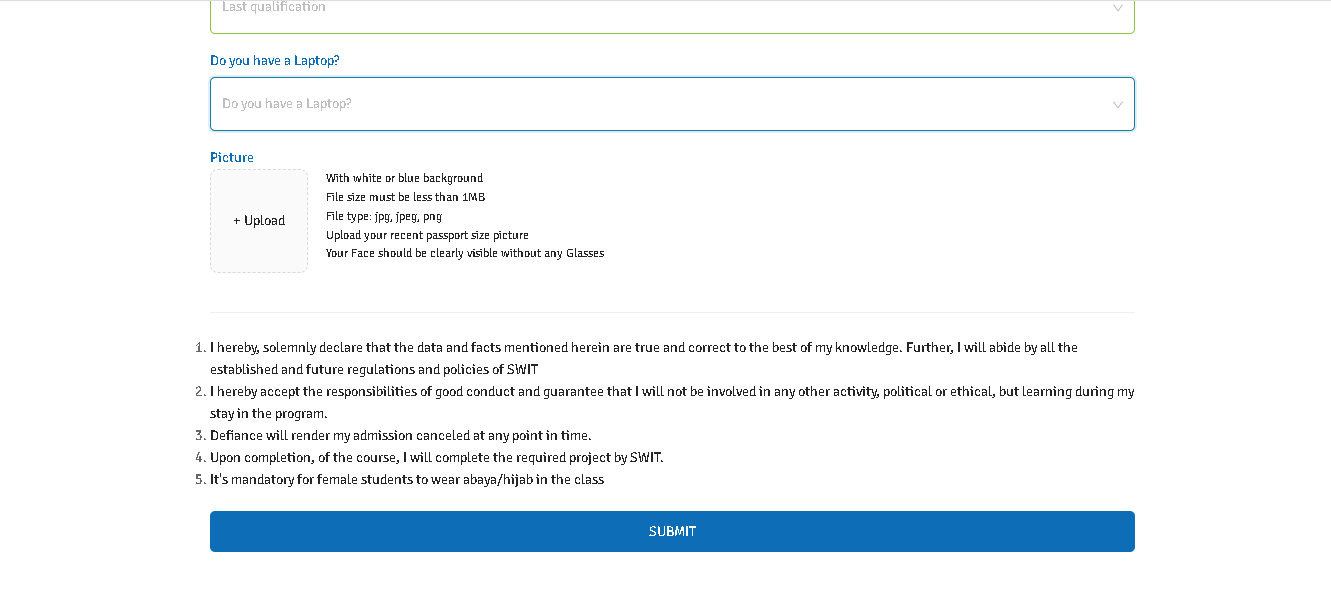 Last qualification
Do you have a Laptop?
Do you have a Laptop?
Picture
+ Upload
With white or blue background
File size must be less than 1MB
File type: jpg, jpeg, png
Upload your recent passport size picture
Your Face should be clearly visible without any Glasses
1. I hereby, solemnly declare that the data and facts mentioned herein are true and correct to the best of my knowledge. Further, I will abide by all the
established and future regulations and policies of SWIT
2. I hereby accept the responsibilities of good conduct and guarantee that I will not be involved in any other activity, political or ethical, but learning during my
stay in the program.
3. Defiance will render my admission canceled at any point in time.
4. Upon completion, of the course, I will complete the required project by SWIT.
5. It's mandatory for female students to wear abaya/hijab in the class
SUBMIT